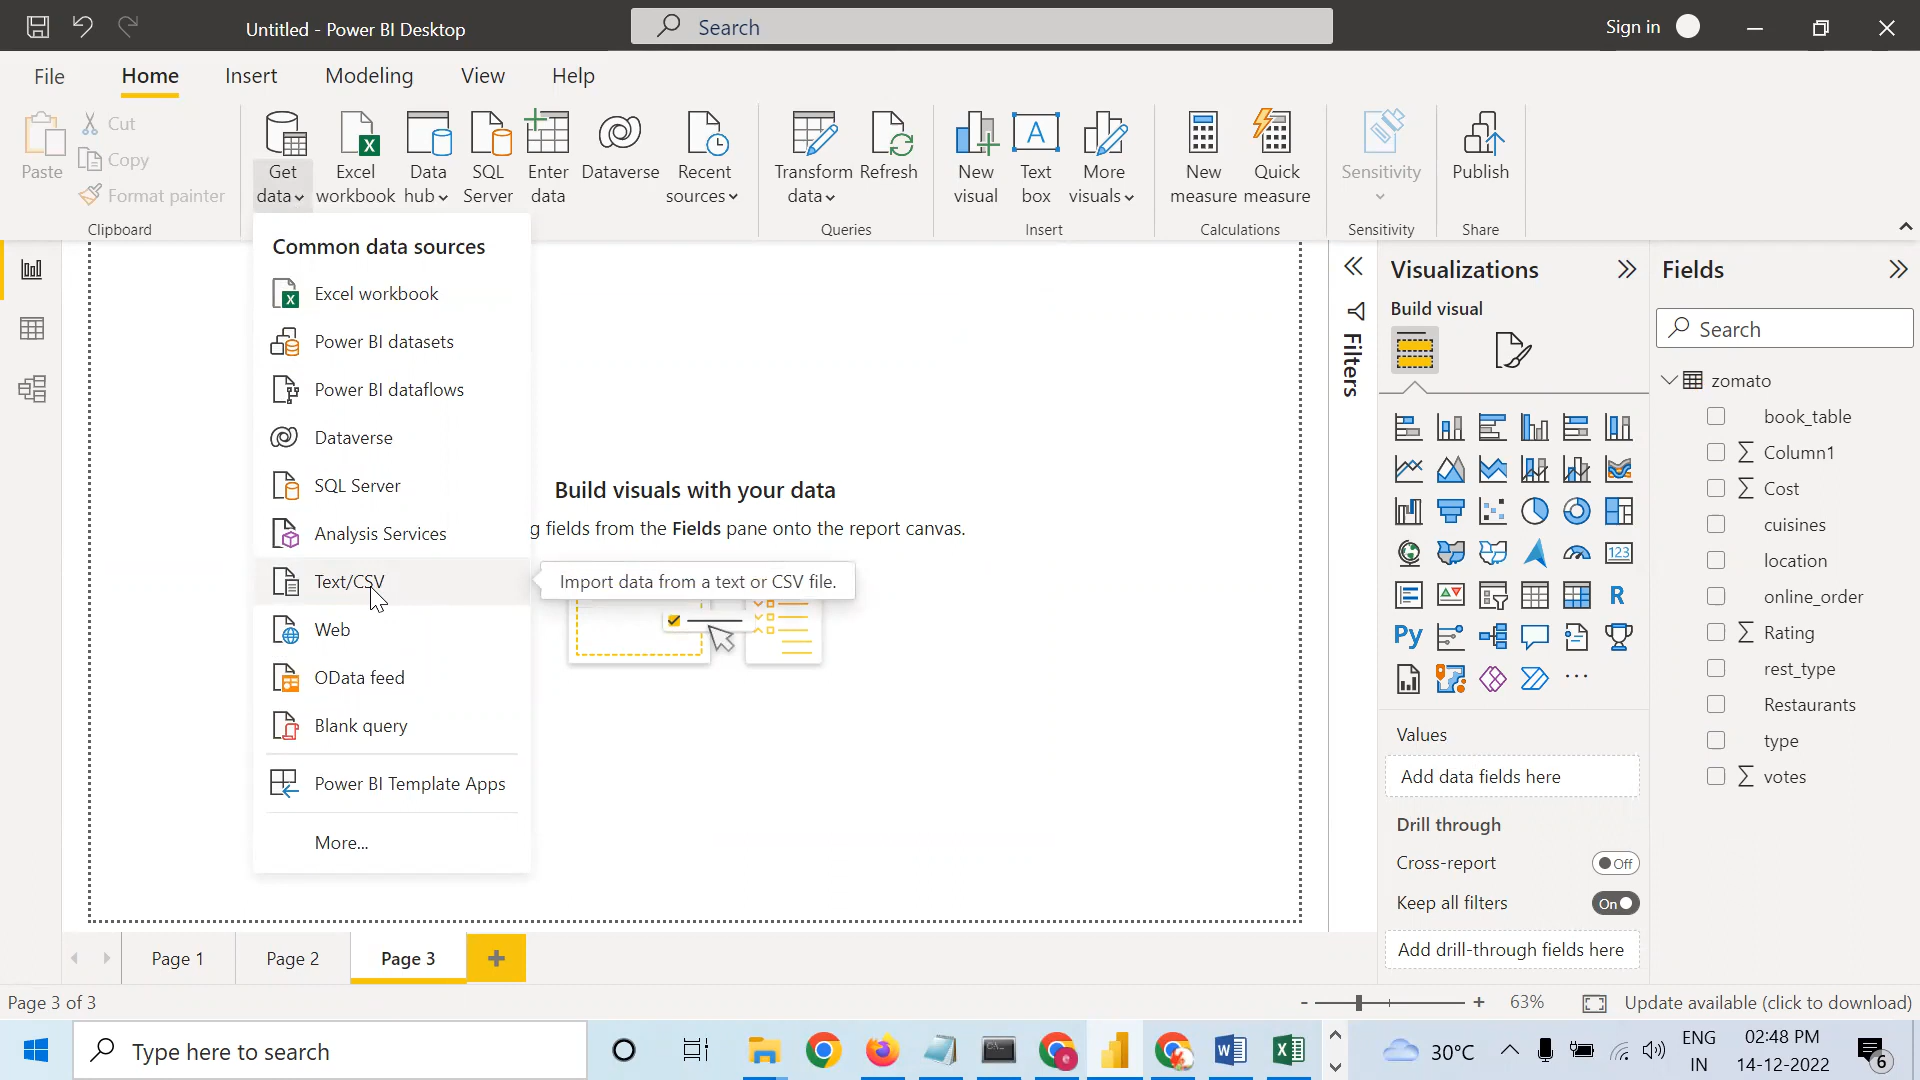 Untitled - Power BI Desktop
Search
Sign in
File
Home
Insert
Modeling
View
Help
Paste
Cut
Copy
Format painter
Clipboard
Get data
Excel workbook
Data hub
SQL Server
Enter data
Dataverse
Recent sources
Transform data
Refresh
Queries
New visual
Text box
More visuals
Insert
New measure
Quick measure
Calculations
Sensitivity
Sensitivity
Publish
Share
Common data sources
Excel workbook
Power BI datasets
Power BI dataflows
Dataverse
SQL Server
Analysis Services
Text/CSV
Web
OData feed
Blank query
Power BI Template Apps
More...
Import data from a text or CSV file.
Build visuals with your data
g fields from the Fields pane onto the report canvas.
Filters
Visualizations
Build visual
123
R
Py
Values
Add data fields here
Drill through
Cross-report
Off
Keep all filters
On
Add drill-through fields here
Fields
Search
zomato
book_table
Column1
Cost
cuisines
location
online_order
Rating
rest_type
Restaurants
type
votes
Page 1
Page 2
Page 3
Page 3 of 3
63%
Update available (click to download)
Type here to search
30°C
ENG
IN
02:48 PM
14-12-2022
6